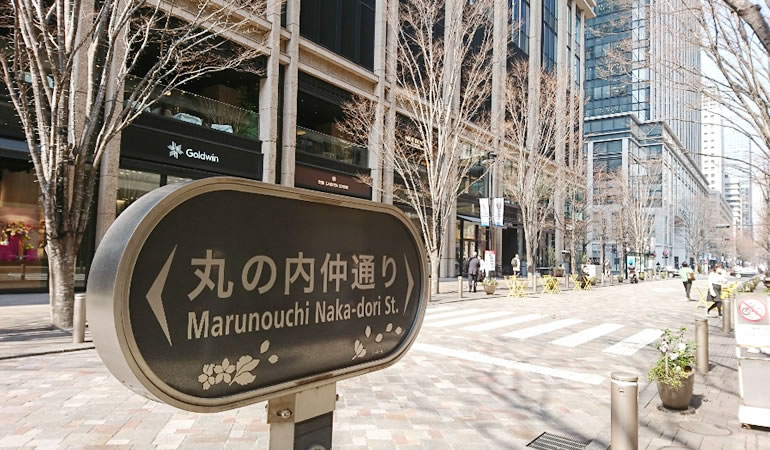 Goldwin
丸の内仲通り
Marunouchi Naka-dori St.